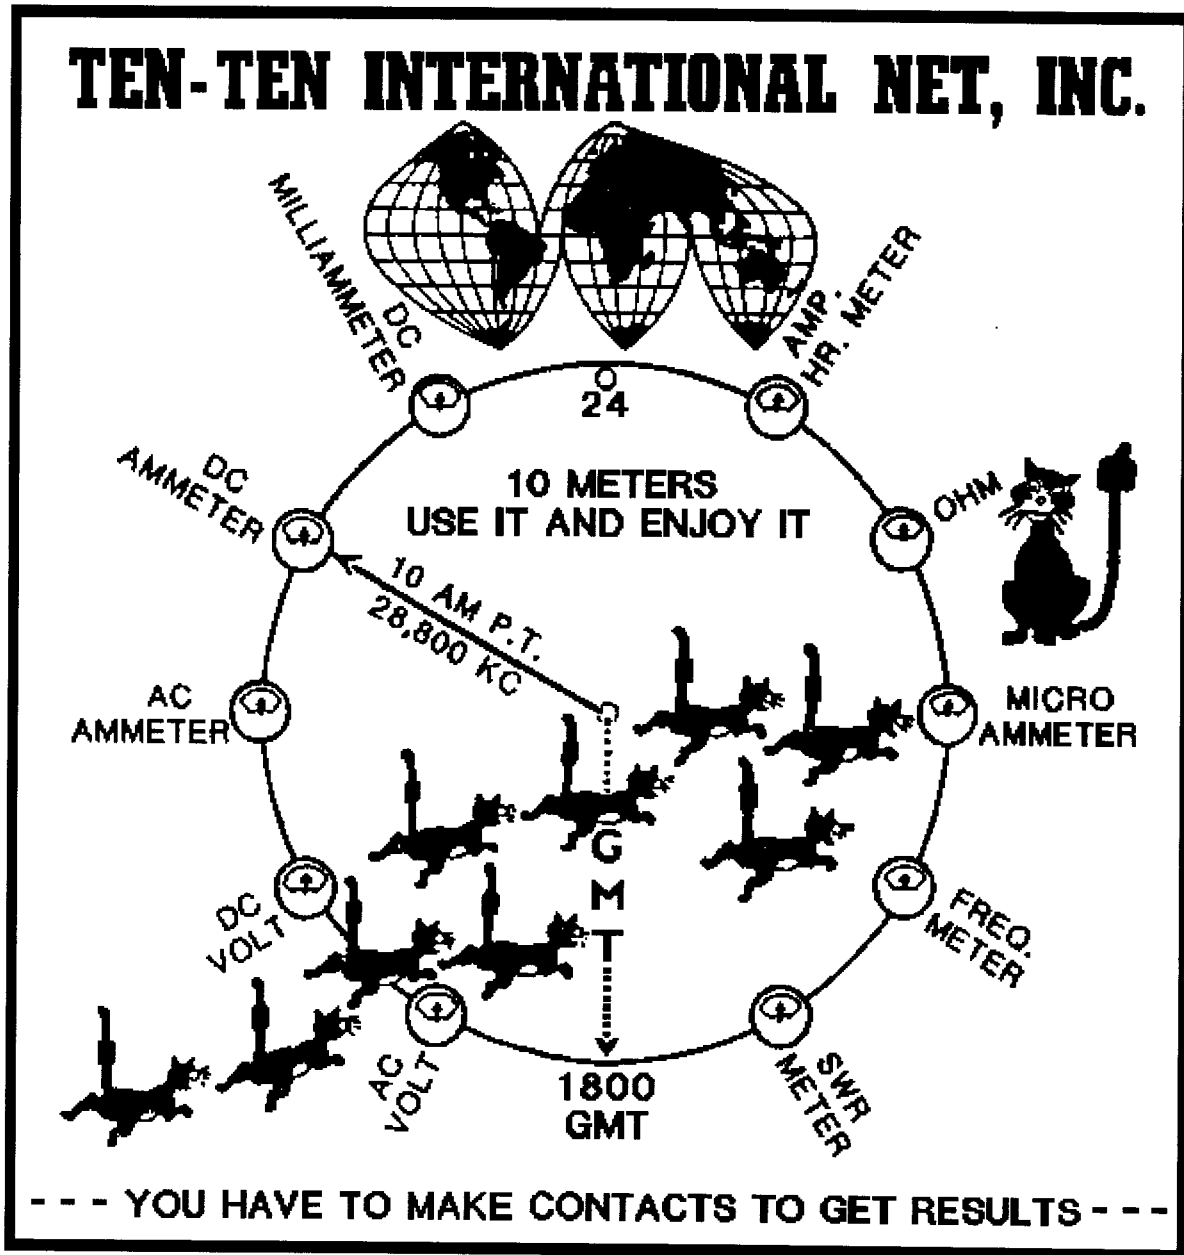 TEN-TEN INTERNATIONAL NET, INC.
DC
MILLIAMMETER
AMP.
HR. METER
24
DC
AMMETER
10 METERS
USE IT AND ENJOY IT
OHM
10 AM P.T.
28,800 KC
AC
AMMETER
MICRO
AMMETER
G
M
T
DC
VOLT
FREQ.
METER
AC
VOLT
SWR
METER
1800
GMT
- - - YOU HAVE TO MAKE CONTACTS TO GET RESULTS - - -